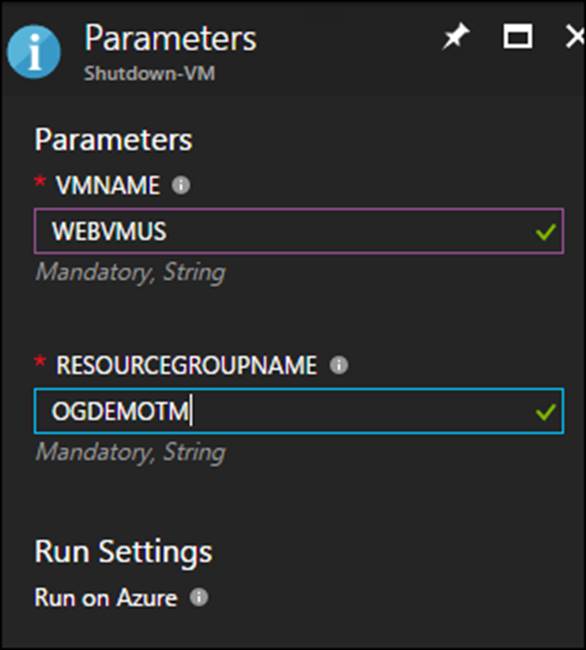 Parameters
Shutdown-VM
Parameters
* VMNAME
WEBVMUS
Mandatory, String
* RESOURCEGROUPNAME
OGDEMOTM
Mandatory, String
Run Settings
Run on Azure